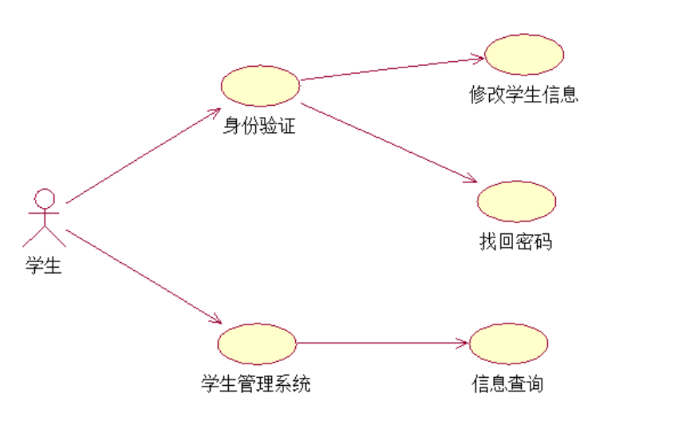 修改学生信息
身份验证
找回密码
学生
学生管理系统
信息查询